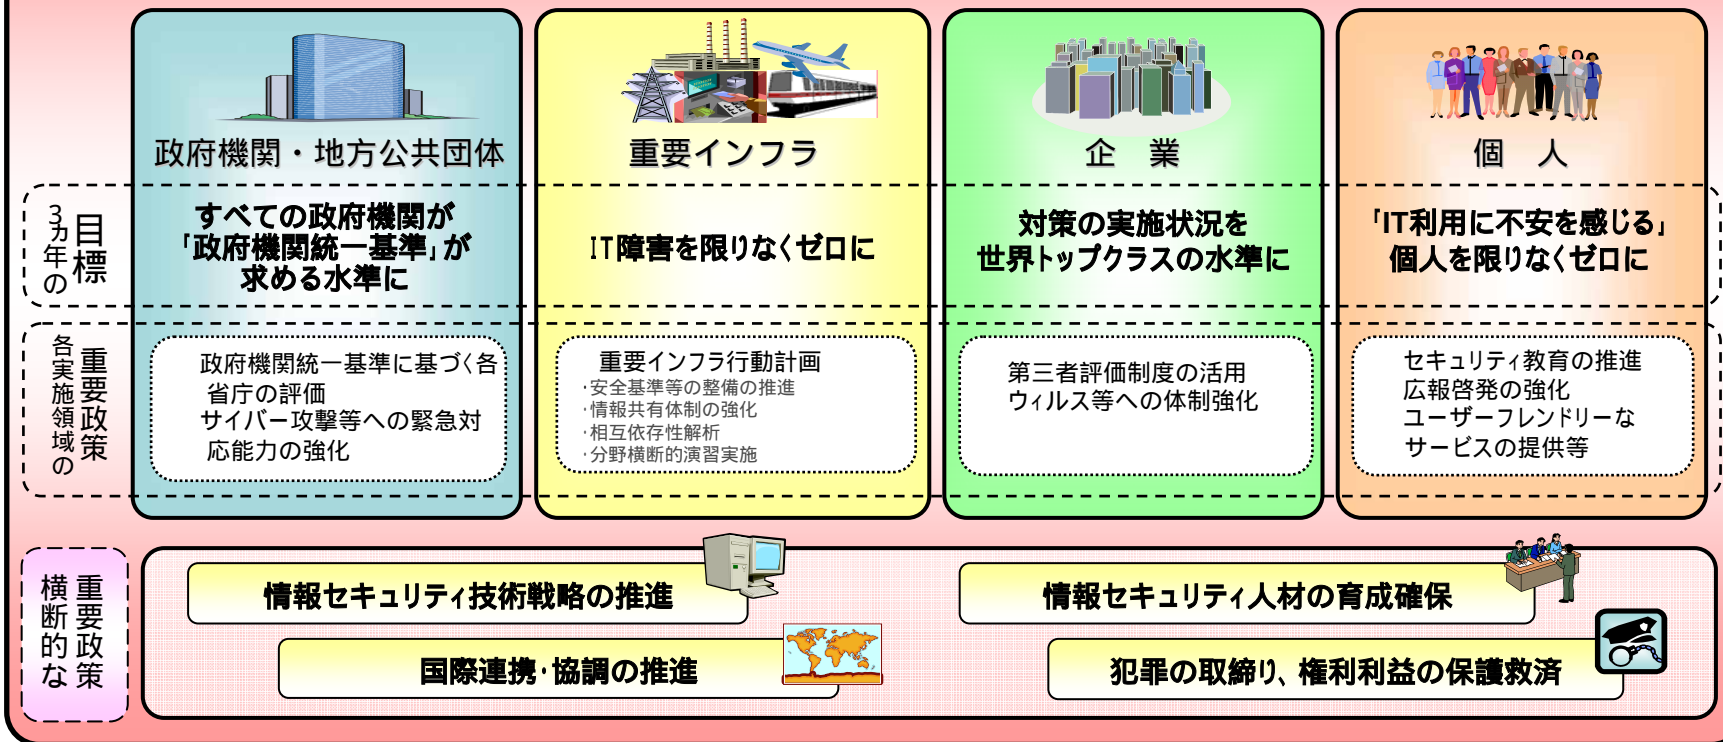 政府機関・地方公共団体
重要インフラ
企　業
個　人
3ヵ年の
目標
すべての政府機関が
「政府機関統一基準」が
求める水準に
IT障害を限りなくゼロに
対策の実施状況を
世界トップクラスの水準に
「IT利用に不安を感じる」
個人を限りなくゼロに
各実施領域の
重要政策
政府機関統一基準に基づく各
省庁の評価
サイバー攻撃等への緊急対
応能力の強化
重要インフラ行動計画
・安全基準等の整備の推進
・情報共有体制の強化
・相互依存性解析
・分野横断的演習実施
第三者評価制度の活用
ウィルス等への体制強化
セキュリティ教育の推進
広報啓発の強化
ユーザーフレンドリーな
サービスの提供等
横断的な
重要政策
情報セキュリティ技術戦略の推進
情報セキュリティ人材の育成確保
国際連携・協調の推進
犯罪の取締り、権利利益の保護救済